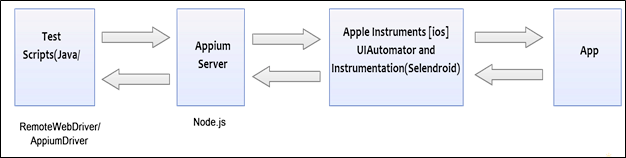 Test
Scripts(Java/
Appium
Server
Apple Instruments [ios]
UIAutomator and
Instrumentation(Selendroid)
App
RemoteWebDriver/
AppiumDriver
Node.js